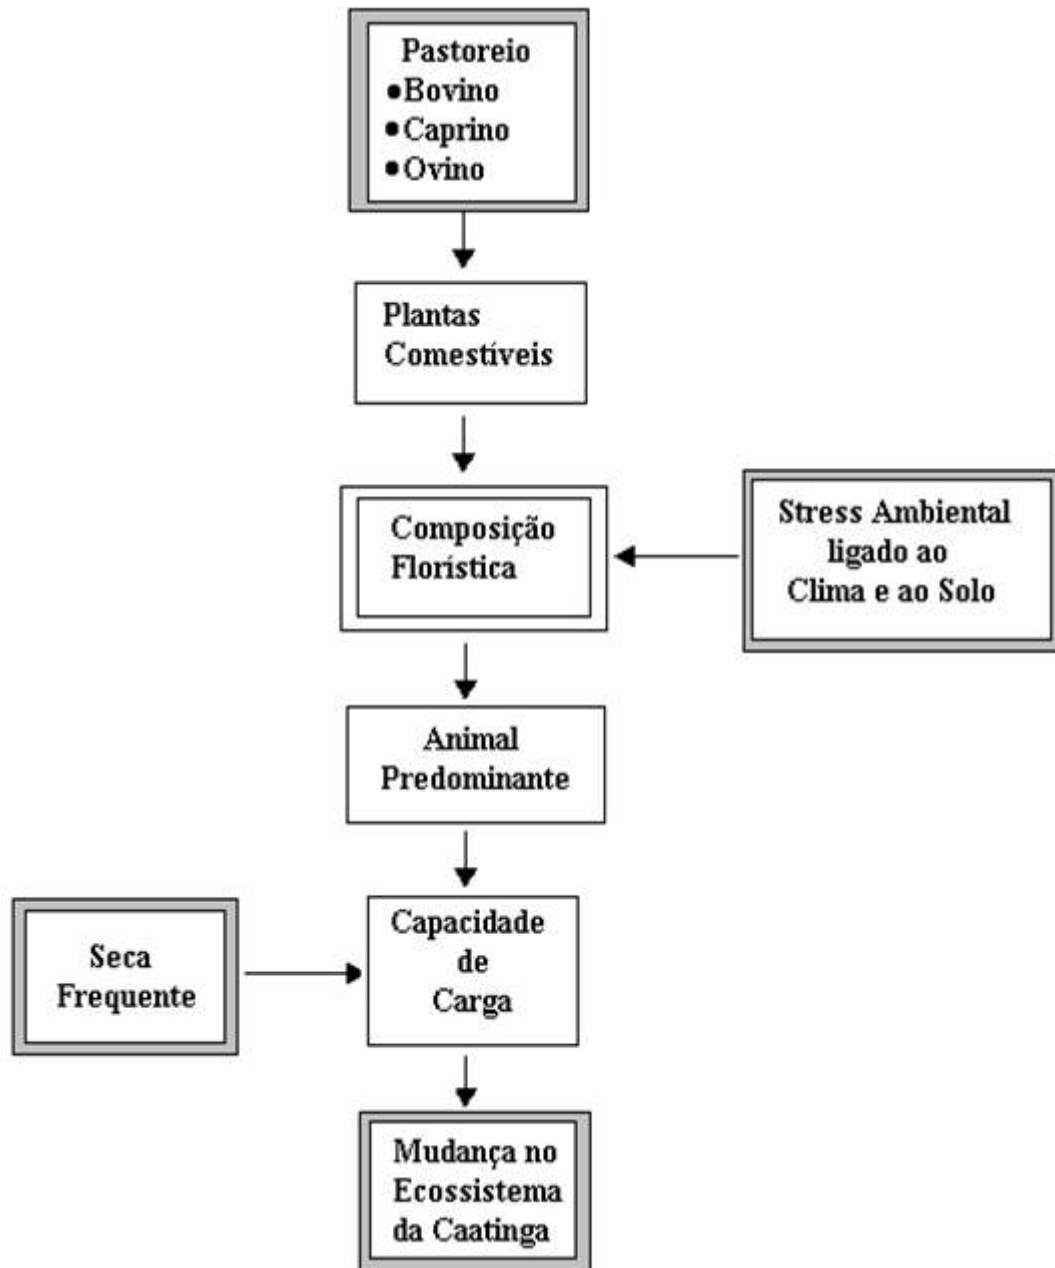 Pastoreio
•Bovino
•Caprino
•Ovino
Plantas
Comestíveis
Composição
Florística
Stress Ambiental
ligado ao
Clima e ao Solo
Animal
Predominante
Seca
Frequente
Capacidade
de
Carga
Mudança no
Ecossistema
da Caatinga